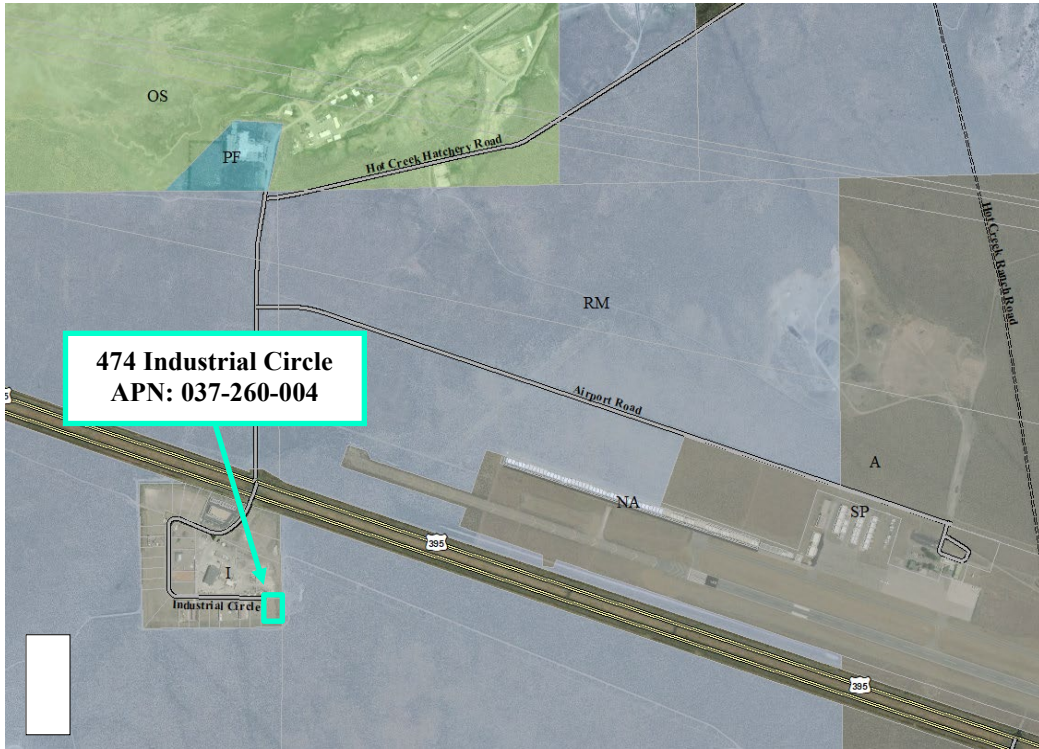 OS
PF
Hot Creek Hatchery Road
Hot Creek Ranch Road
RM
474 Industrial Circle
APN: 037-260-004
5
Airport Road
A
NA
SP
395
I
Industrial Circle
395